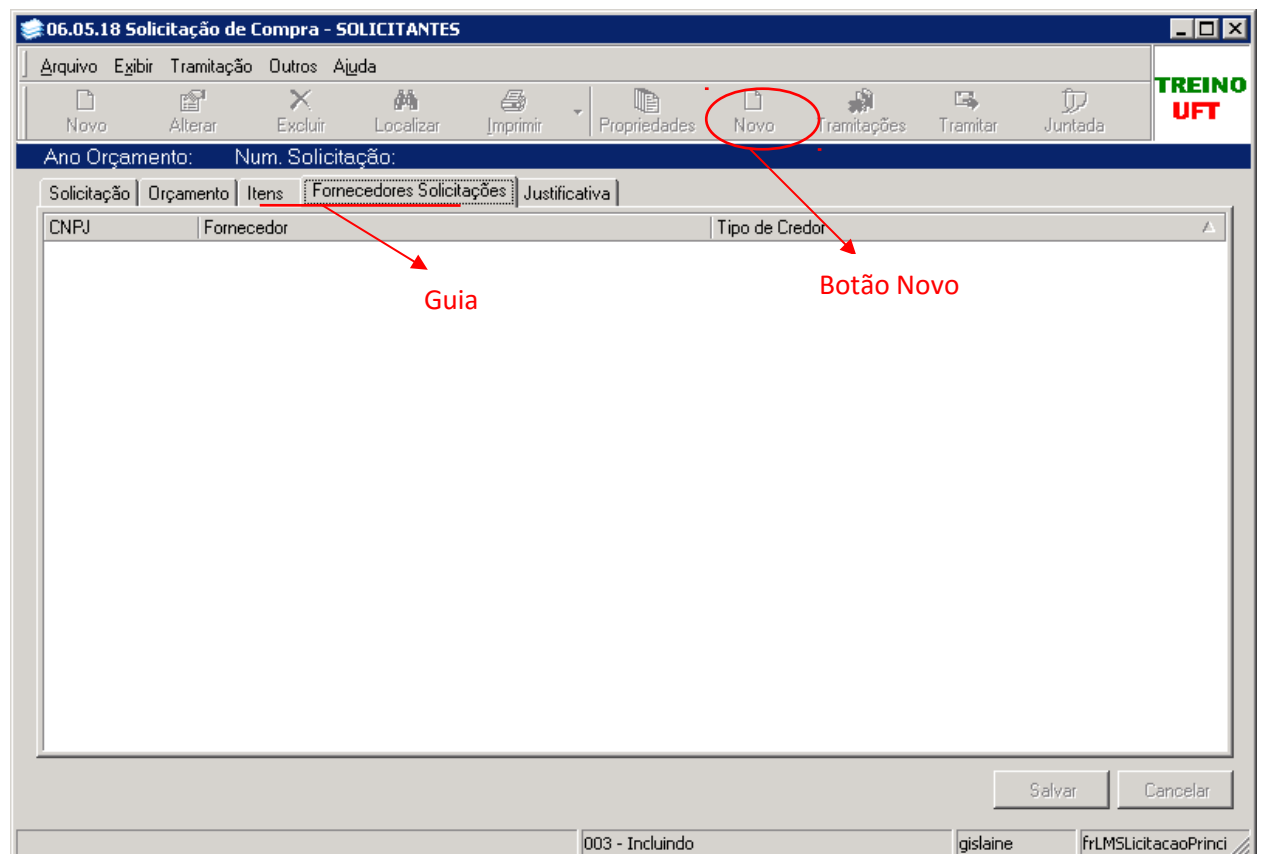 06.05.18 Solicitação de Compra - SOLICITANTES
Arquivo Exibir Tramitação Outros Ajuda
TREINO
UFT
Novo Alterar Excluir Localizar Imprimir Propriedades Novo Tramitações Tramitar Juntada
Ano Orçamento: Num. Solicitação:
Solicitação Orçamento Itens Fornecedores Solicitações Justificativa
CNPJ Fornecedor Tipo de Credor
Guia
Botão Novo
Salvar Cancelar
003 - Incluindo gislaine frLMSLicitacaoPrinci